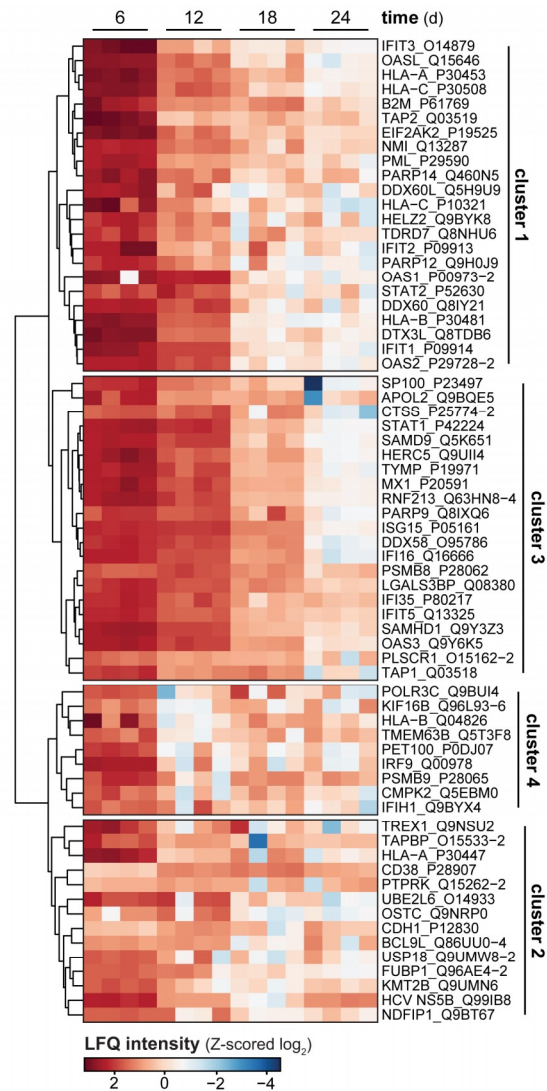 6 12 18 24 time (d)
IFIT3_O14879
OASL_Q15646
HLA-A_P30453
HLA-C_P30508
B2M_P61769
TAP2_Q03519
EIF2AK2_P19525
NMI_Q13287
PML_P29590
PARP14_Q460N5
DDX60L_Q5H9U9
HLA-C_P10321
HELZ2_Q9BYK8
TDRD7_Q8NHU6
IFIT2_P09913
PARP12_Q9H0J9
OAS1_P00973-2
STAT2_P52630
DDX60_Q8IY21
HLA-B_P30481
DTX3L_Q8TDB6
IFIT1_P09914
OAS2_P29728-2
cluster 1
SP100_P23497
APOL2_Q9BQE5
CTSS_P25774-2
STAT1_P42224
SAMD9_Q5K651
HERC5_Q9UII4
TYMP_P19971
MX1_P20591
RNF213_Q63HN8-4
PARP9_Q8IXQ6
ISG15_P05161
DDX58_O95786
IFI16_Q16666
PSMB8_P28062
LGALS3BP_Q08380
IFI35_P80217
IFIT5_Q13325
SAMHD1_Q9Y3Z3
OAS3_Q9Y6K5
PLSCR1_O15162-2
TAP1_Q03518
cluster 3
POLR3C_Q9BUI4
KIF16B_Q96L93-6
HLA-B_Q04826
TMEM63B_Q5T3F8
PET100_P0DJ07
IRF9_Q00978
PSMB9_P28065
CMPK2_Q5EBM0
IFIH1_Q9BYX4
cluster 4
TREX1_Q9NSU2
TAPBP_O15533-2
HLA-A_P30447
CD38_P28907
PTPRK_Q15262-2
UBE2L6_O14933
OSTC_Q9NRP0
CDH1_P12830
BCL9L_Q86UU0-4
USP18_Q9UMW8-2
FUBP1_Q96AE4-2
KMT2B_Q9UMN6
HCV NS5B_Q99IB8
NDFIP1_Q9BT67
cluster 2
LFQ intensity (Z-scored log2)
2 0 −2 −4